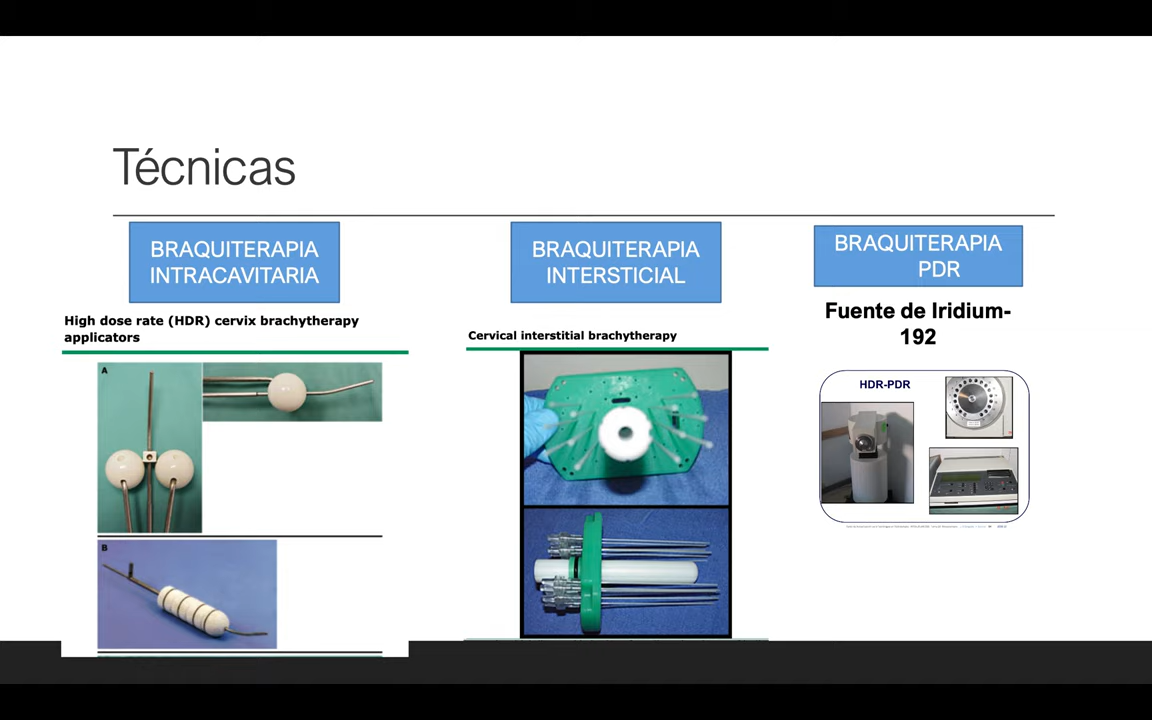 Técnicas
BRAQUITERAPIA
INTRACAVITARIA
High dose rate (HDR) cervix brachytherapy
applicators
A
B
BRAQUITERAPIA
INTERSTICIAL
Cervical interstitial brachytherapy
BRAQUITERAPIA
PDR
Fuente de Iridium-
192
HDR-PDR